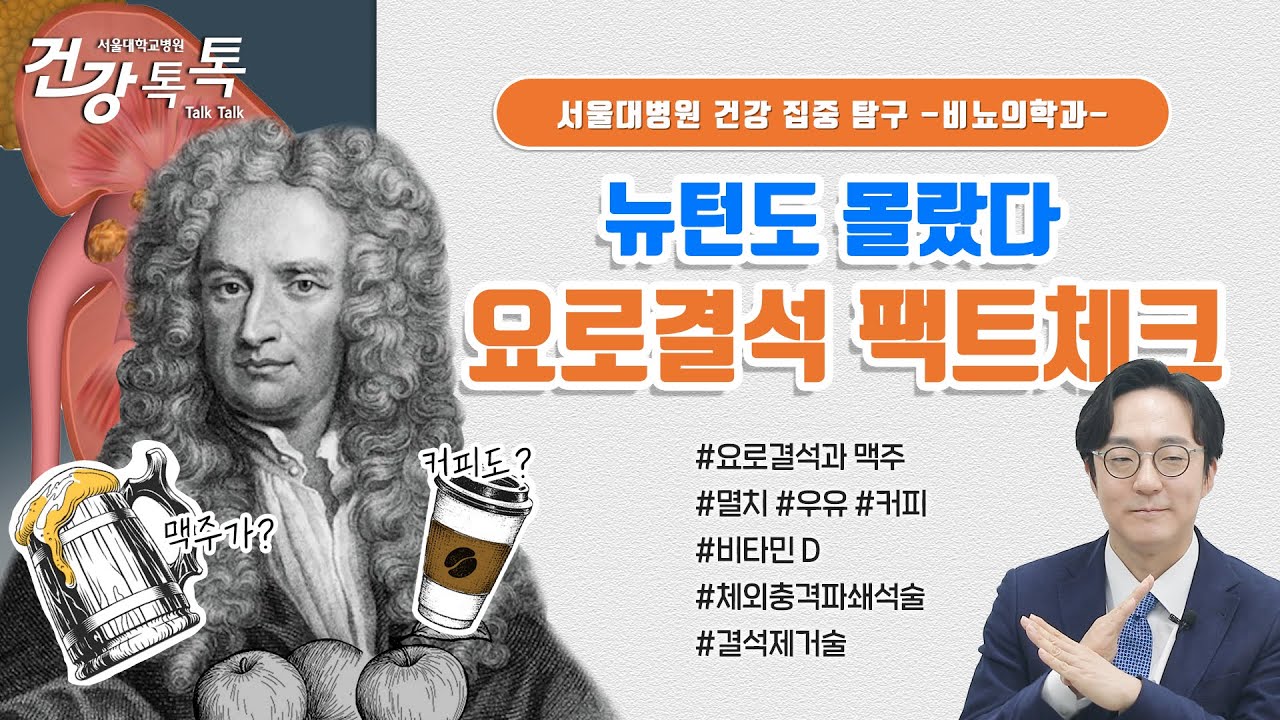 서울대학교병원
건강톡톡
Talk Talk
서울대병원 건강 집중 탐구 -비뇨의학과-
뉴턴도 몰랐다
요로결석 팩트체크
맥주가?
커피도?
#요로결석과 맥주
#멸치 #우유 #커피
#비타민 D
#체외충격파쇄석술
#결석제거술